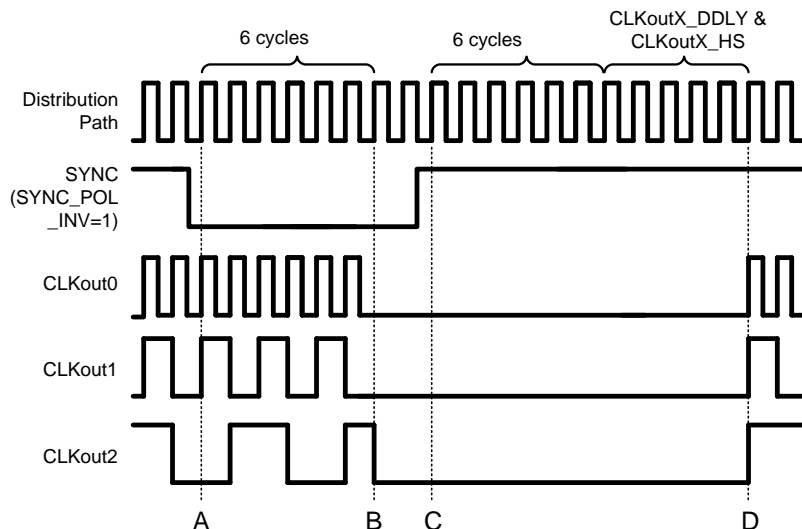 CLKoutX_DDLY &
CLKoutX_HS
6 cycles
6 cycles
Distribution
Path
SYNC
(SYNC_POL
_INV=1)
CLKout0
CLKout1
CLKout2
A
B
C
D